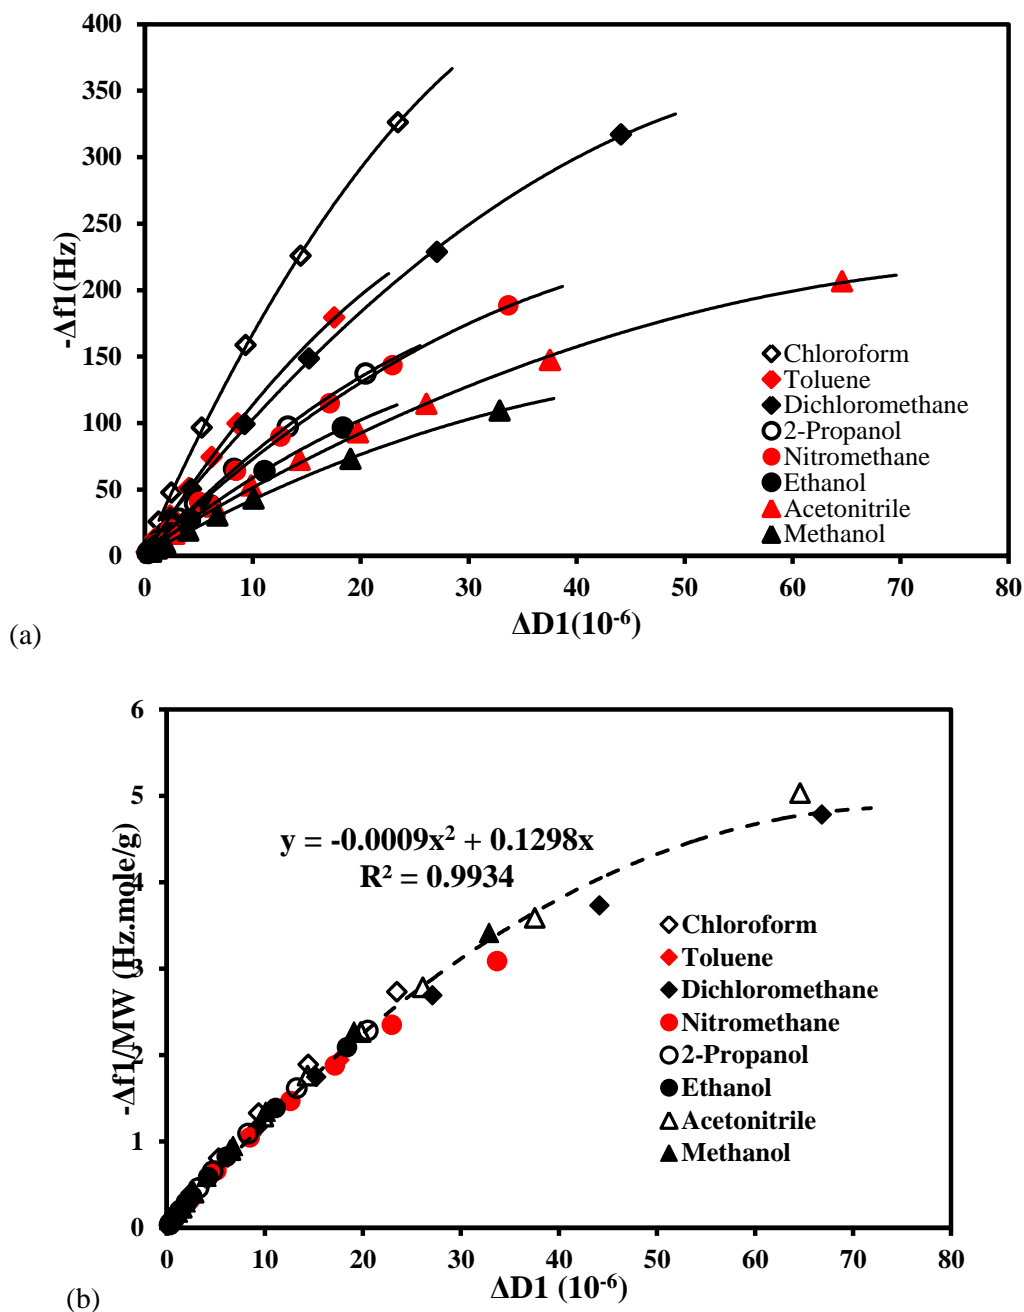 400
350
300
250
200
150
100
50
0
-Δf1(Hz)
Chloroform
Toluene
Dichloromethane
2-Propanol
Nitromethane
Ethanol
Acetonitrile
Methanol
0 10 20 30 40 50 60 70 80
ΔD1(10⁻⁶)
(a)
6
5
4
3
2
1
0
-Δf1/MW (Hz.mole/g)
y = -0.0009x² + 0.1298x
R² = 0.9934
Chloroform
Toluene
Dichloromethane
Nitromethane
2-Propanol
Ethanol
Acetonitrile
Methanol
0 10 20 30 40 50 60 70 80
ΔD1 (10⁻⁶)
(b)